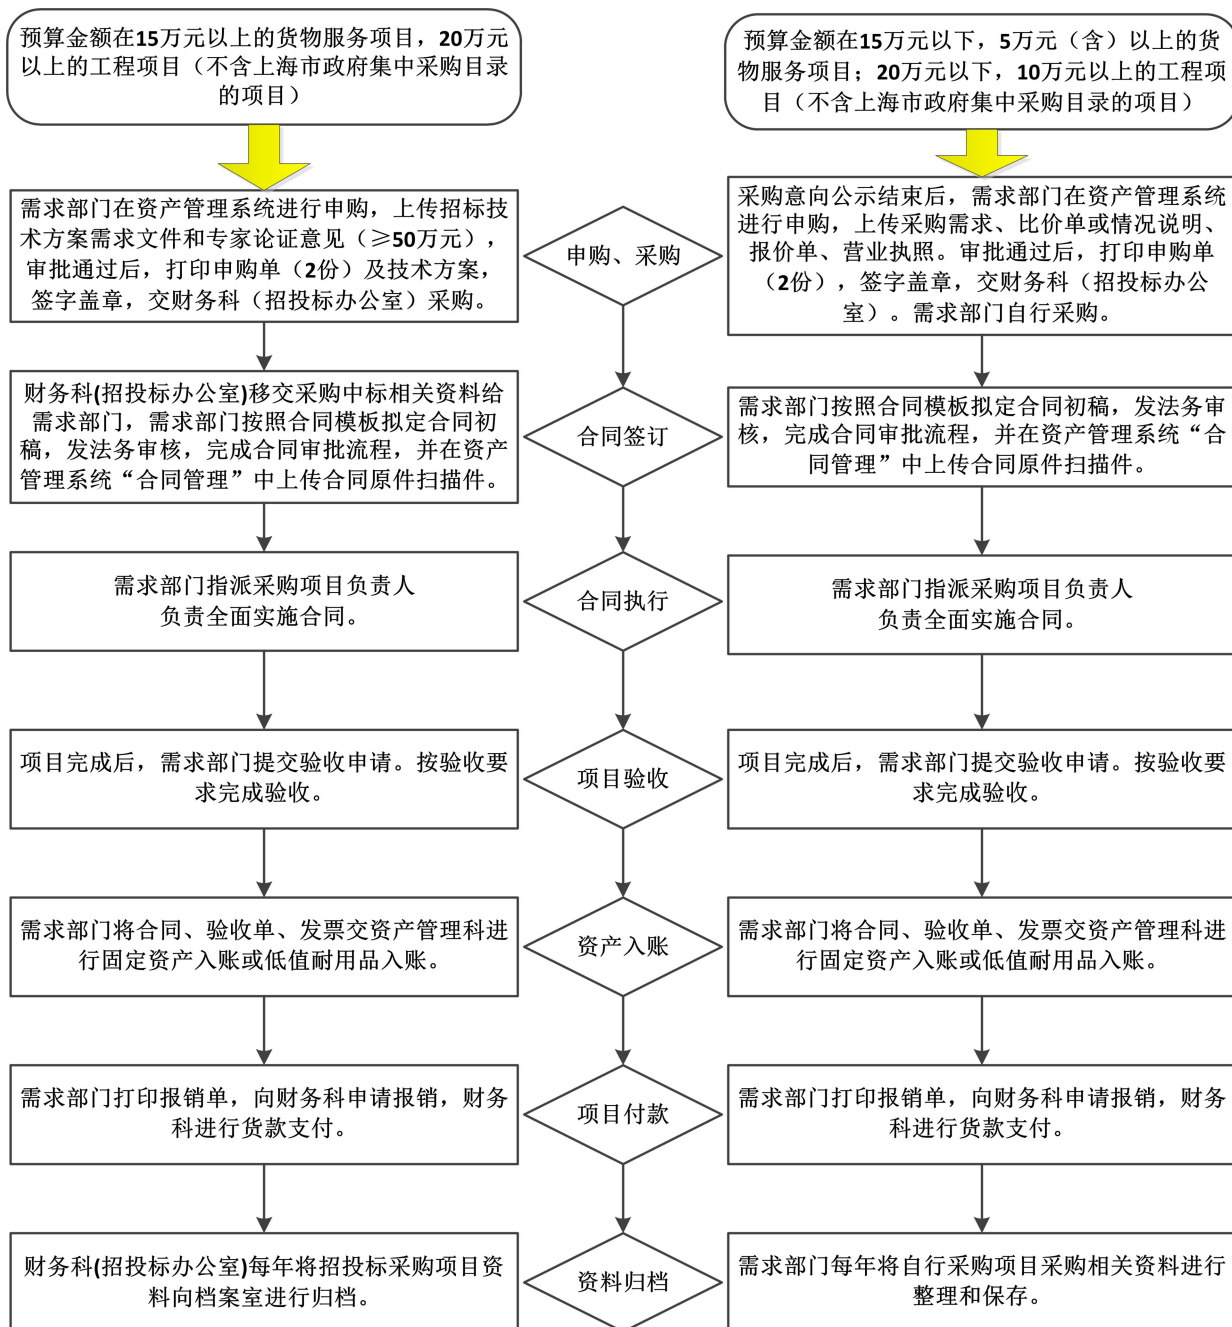 预算金额在15万元以上的货物服务项目，20万元
以上的工程项目（不含上海市政府集中采购目录
的项目）
预算金额在15万元以下，5万元（含）以上的货
物服务项目；20万元以下，10万元以上的工程项
目（不含上海市政府集中采购目录的项目）
需求部门在资产管理系统进行申购，上传招标技
术方案需求文件和专家论证意见（≥50万元），
审批通过后，打印申购单（2份）及技术方案，
签字盖章，交财务科（招投标办公室）采购。
申购、采购
采购意向公示结束后，需求部门在资产管理系统
进行申购，上传采购需求、比价单或情况说明、
报价单、营业执照。审批通过后，打印申购单
（2份），签字盖章，交财务科（招投标办公
室）。需求部门自行采购。
财务科(招投标办公室)移交采购中标相关资料给
需求部门，需求部门按照合同模板拟定合同初
稿，发法务审核，完成合同审批流程，并在资产
管理系统“合同管理”中上传合同原件扫描件。
合同签订
需求部门按照合同模板拟定合同初稿，发法务审
核，完成合同审批流程，并在资产管理系统“合
同管理”中上传合同原件扫描件。
需求部门指派采购项目负责人
负责全面实施合同。
合同执行
需求部门指派采购项目负责人
负责全面实施合同。
项目完成后，需求部门提交验收申请。按验收要
求完成验收。
项目验收
项目完成后，需求部门提交验收申请。按验收要
求完成验收。
需求部门将合同、验收单、发票交资产管理科进
行固定资产入账或低值耐用品入账。
资产入账
需求部门将合同、验收单、发票交资产管理科进
行固定资产入账或低值耐用品入账。
需求部门打印报销单，向财务科申请报销，财务
科进行货款支付。
项目付款
需求部门打印报销单，向财务科申请报销，财务
科进行货款支付。
财务科(招投标办公室)每年将招投标采购项目资
料向档案室进行归档。
资料归档
需求部门每年将自行采购项目采购相关资料进行
整理和保存。